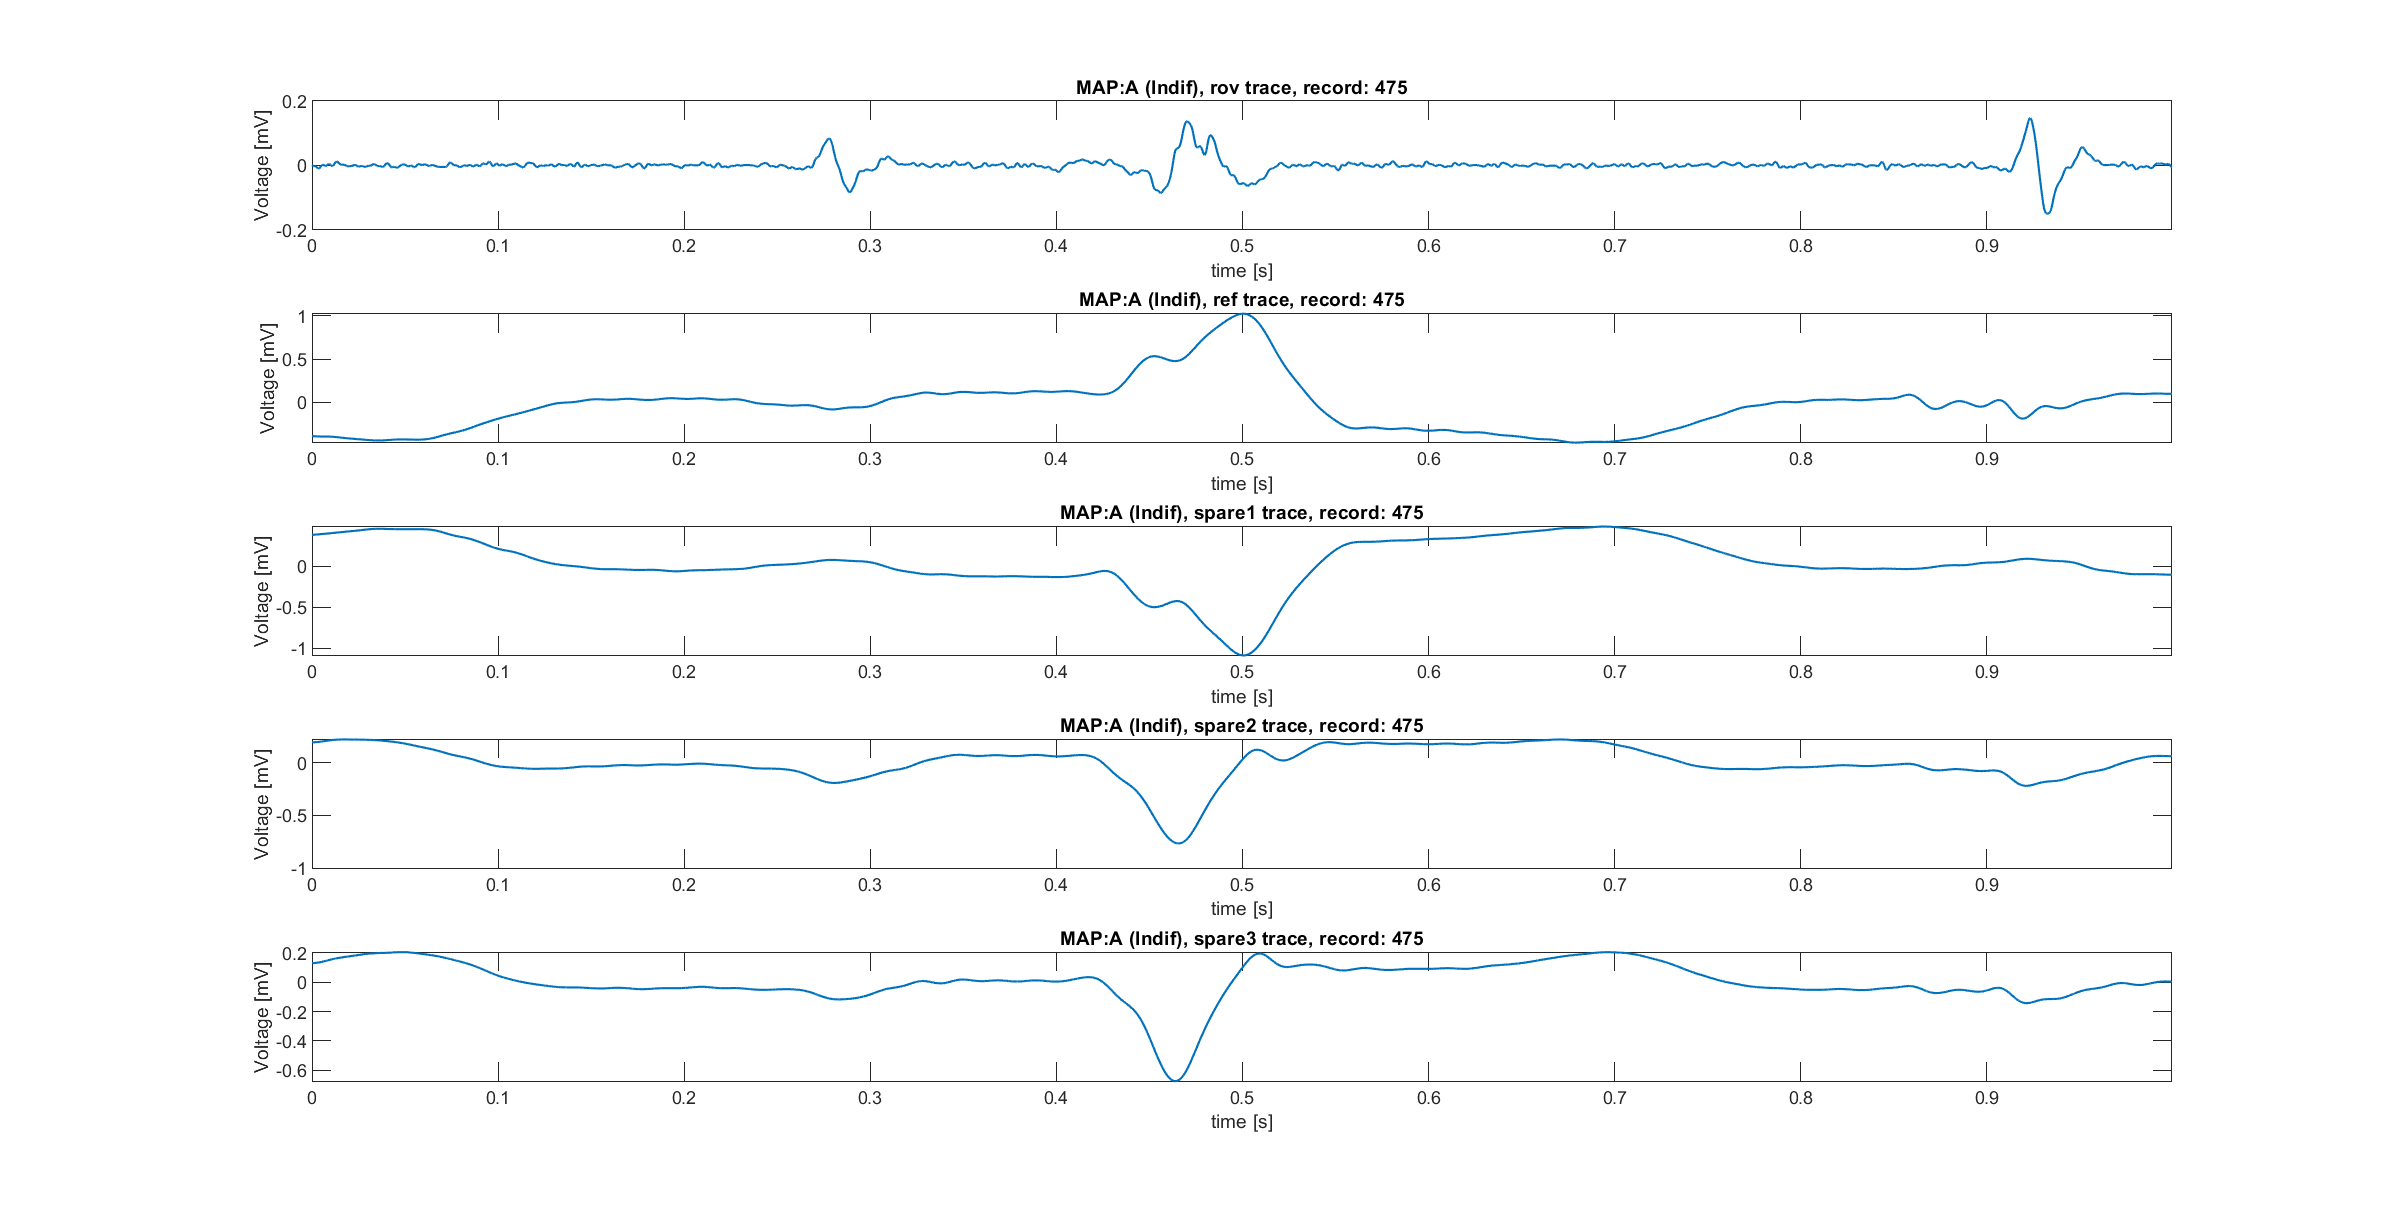 MAP:A (Indif), rov trace, record: 475
Voltage [mV]
0.2
0
-0.2
0 0.1 0.2 0.3 0.4 0.5 0.6 0.7 0.8 0.9
time [s]
MAP:A (Indif), ref trace, record: 475
Voltage [mV]
1
0.5
0
0 0.1 0.2 0.3 0.4 0.5 0.6 0.7 0.8 0.9
time [s]
MAP:A (Indif), spare1 trace, record: 475
Voltage [mV]
0
-0.5
-1
0 0.1 0.2 0.3 0.4 0.5 0.6 0.7 0.8 0.9
time [s]
MAP:A (Indif), spare2 trace, record: 475
Voltage [mV]
0
-0.5
-1
0 0.1 0.2 0.3 0.4 0.5 0.6 0.7 0.8 0.9
time [s]
MAP:A (Indif), spare3 trace, record: 475
Voltage [mV]
0.2
0
-0.2
-0.4
-0.6
0 0.1 0.2 0.3 0.4 0.5 0.6 0.7 0.8 0.9
time [s]